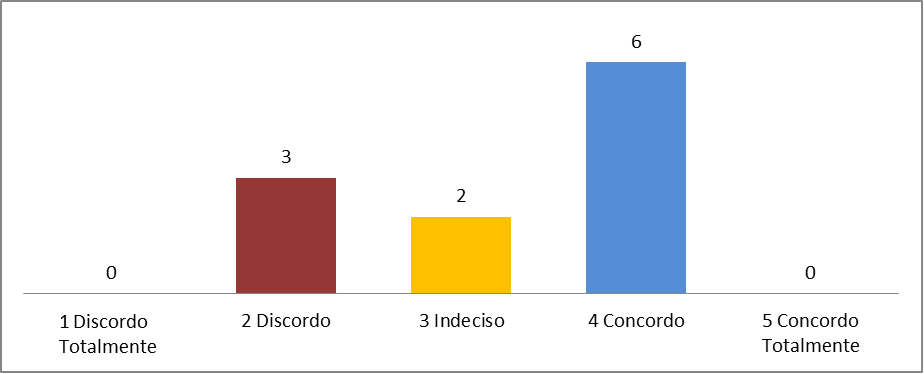 6
3
2
0
0
1 Discordo
Totalmente
2 Discordo
3 Indeciso
4 Concordo
5 Concordo
Totalmente